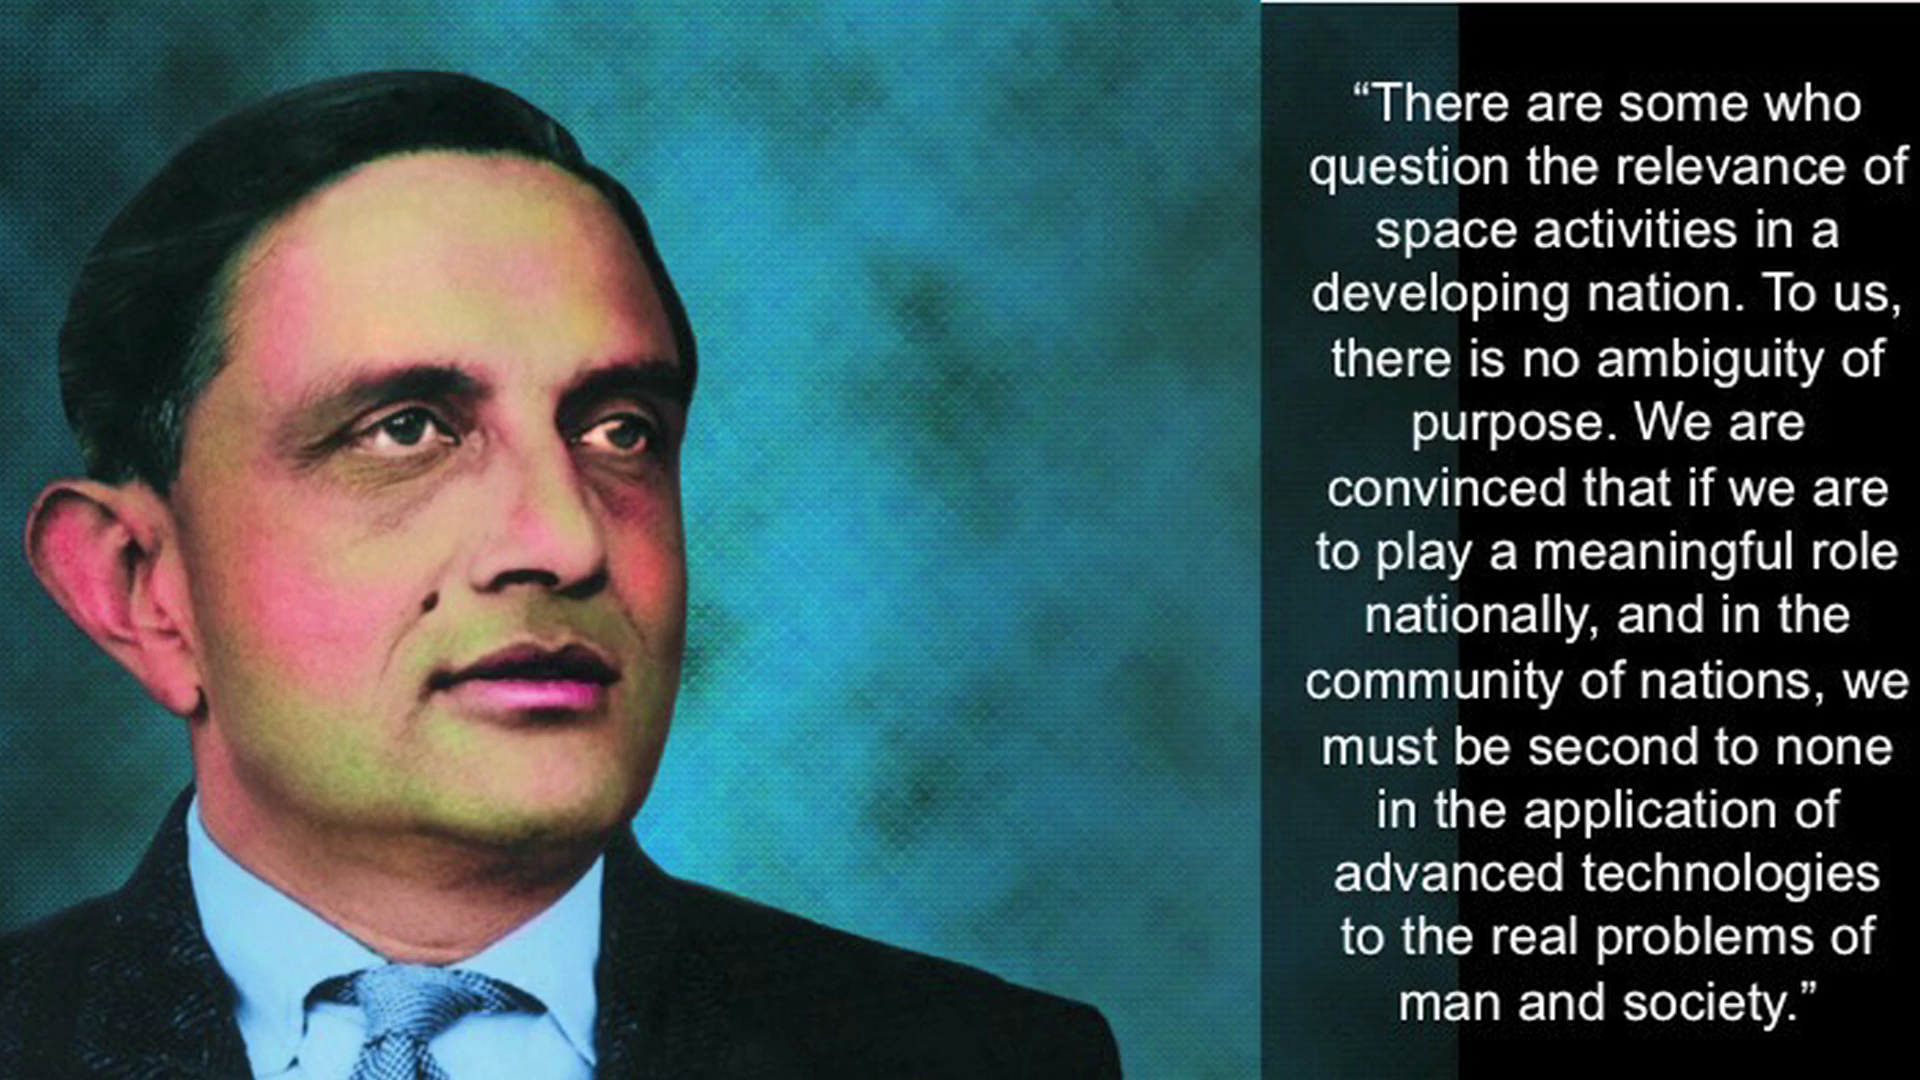 “There are some who
question the relevance of
space activities in a
developing nation. To us,
there is no ambiguity of
purpose. We are
convinced that if we are
to play a meaningful role
nationally, and in the
community of nations, we
must be second to none
in the application of
advanced technologies
to the real problems of
man and society.”